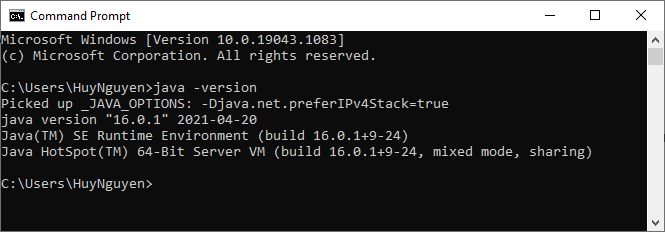 Command Prompt
Microsoft Windows [Version 10.0.19043.1083]
(c) Microsoft Corporation. All rights reserved.
C:\Users\HuyNguyen>java -version
Picked up _JAVA_OPTIONS: -Djava.net.preferIPv4Stack=true
java version "16.0.1" 2021-04-20
Java(TM) SE Runtime Environment (build 16.0.1+9-24)
Java HotSpot(TM) 64-Bit Server VM (build 16.0.1+9-24, mixed mode, sharing)
C:\Users\HuyNguyen>